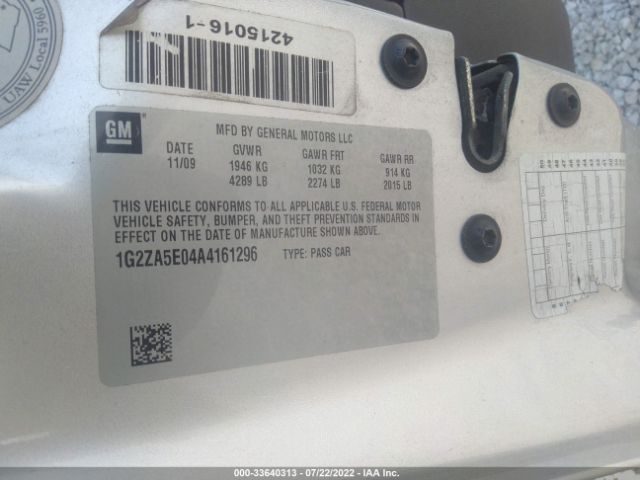 UAW Local 5960
4215016-1
GM
MFD BY GENERAL MOTORS LLC
DATE GVWR GAWR FRT GAWR RR
11/09 1946 KG 1032 KG 914 KG
4289 LB 2274 LB 2015 LB
THIS VEHICLE CONFORMS TO ALL APPLICABLE U.S. FEDERAL MOTOR
VEHICLE SAFETY, BUMPER, AND THEFT PREVENTION STANDARDS IN
EFFECT ON THE DATE OF MANUFACTURE SHOWN ABOVE.
1G2ZA5E04A4161296 TYPE: PASS CAR
000-33640313 - 07/22/2022 - IAA Inc.